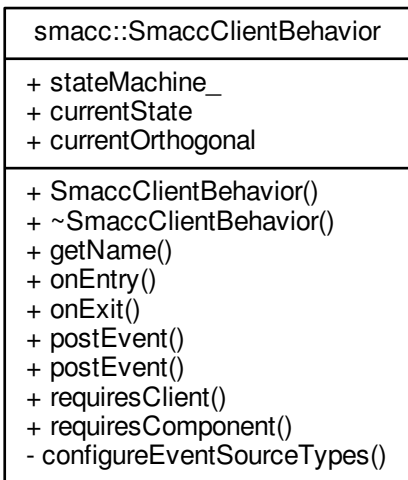 smacc::SmaccClientBehavior
+ stateMachine_
+ currentState
+ currentOrthogonal
+ SmaccClientBehavior()
+ ~SmaccClientBehavior()
+ getName()
+ onEntry()
+ onExit()
+ postEvent()
+ postEvent()
+ requiresClient()
+ requiresComponent()
- configureEventSourceTypes()